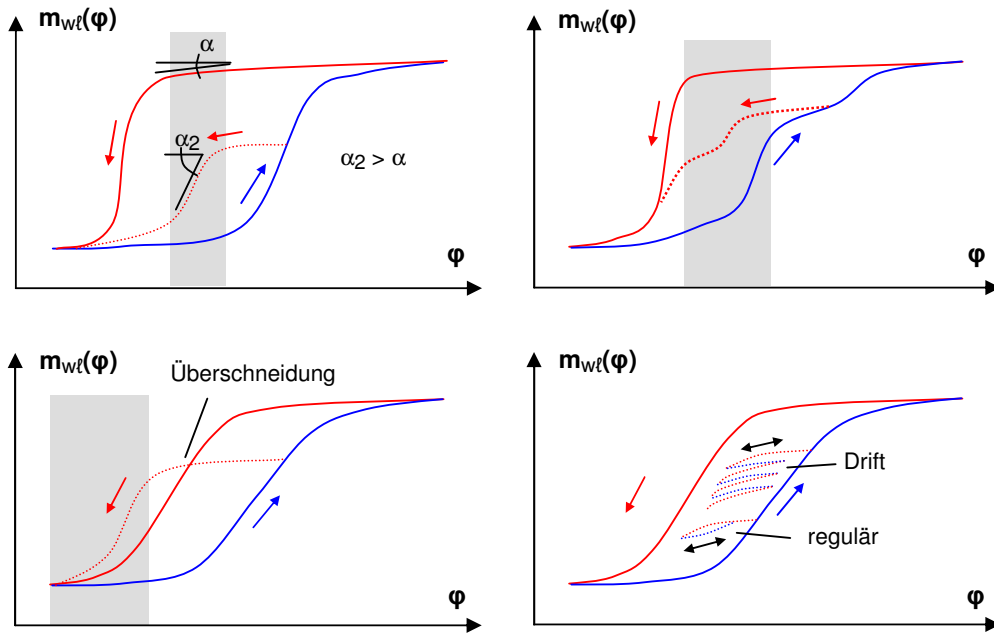 m_wℓ(φ)
α
α₂
α₂ > α
φ
m_wℓ(φ)
φ
m_wℓ(φ)
Überschneidung
φ
m_wℓ(φ)
Drift
regulär
φ